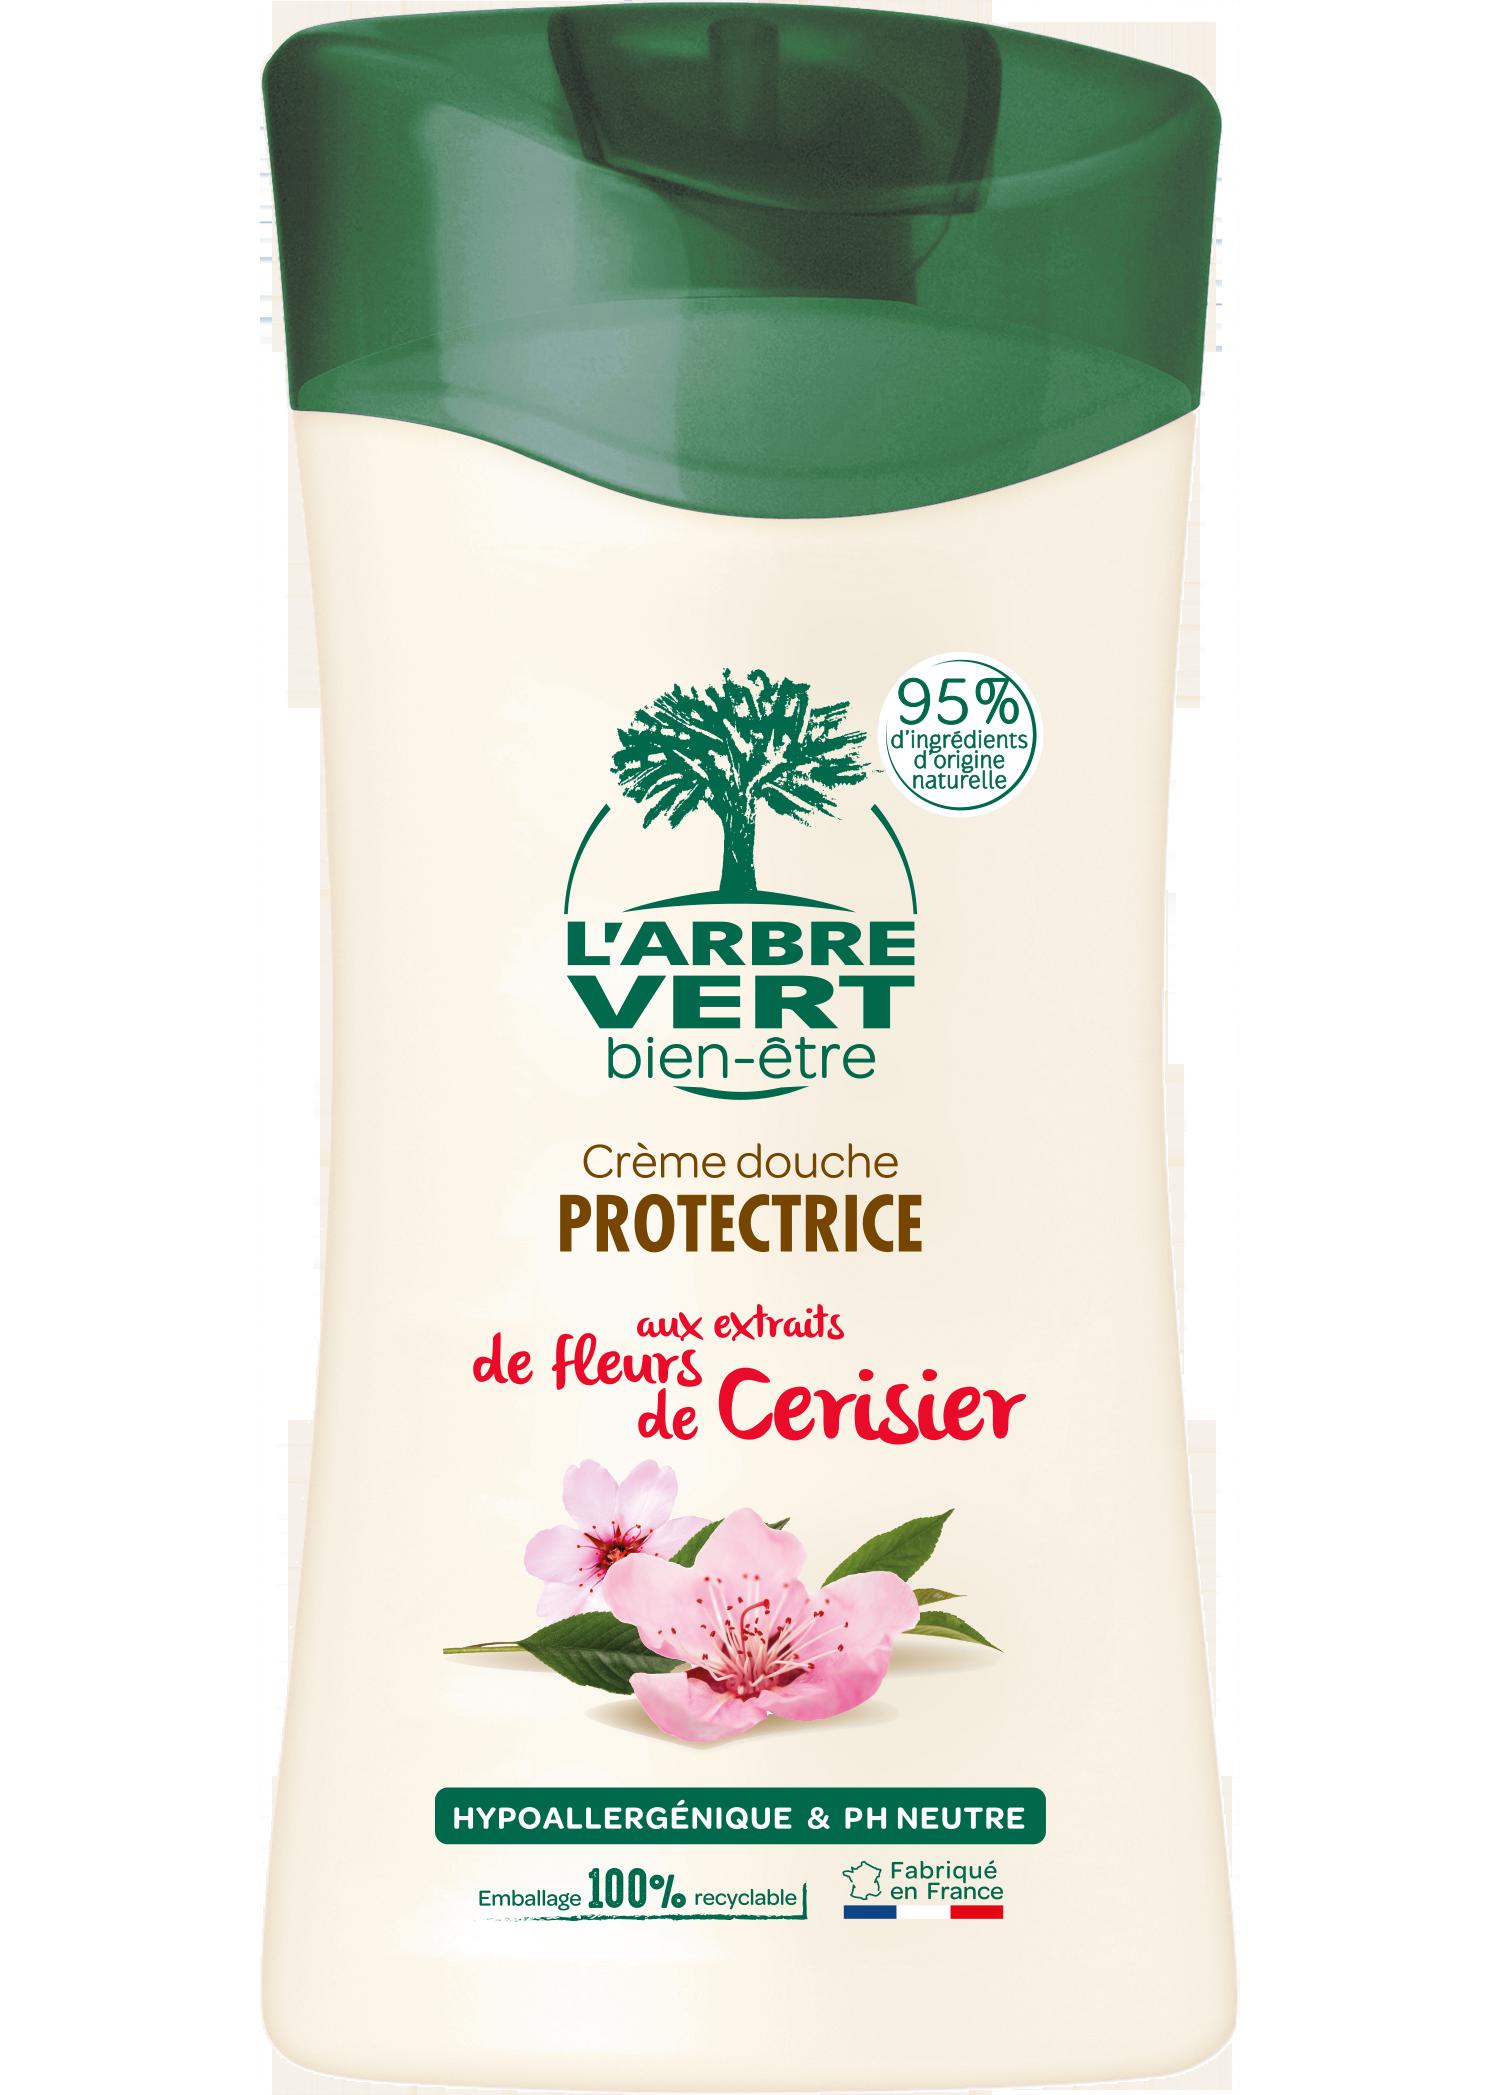 95%
d'ingrédients
d'origine
naturelle
L'ARBRE
VERT
bien-être
Crème douche
PROTECTRICE
aux extraits
de fleurs
de Cerisier
HYPOALLERGÉNIQUE & PH NEUTRE
Emballage 100% recyclable
Fabriqué
en France